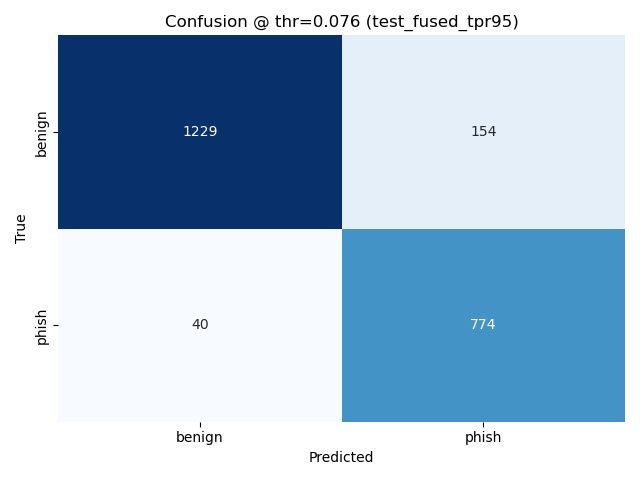 Confusion @ thr=0.076 (test_fused_tpr95)
True
benign
1229
154
phish
40
774
benign
phish
Predicted